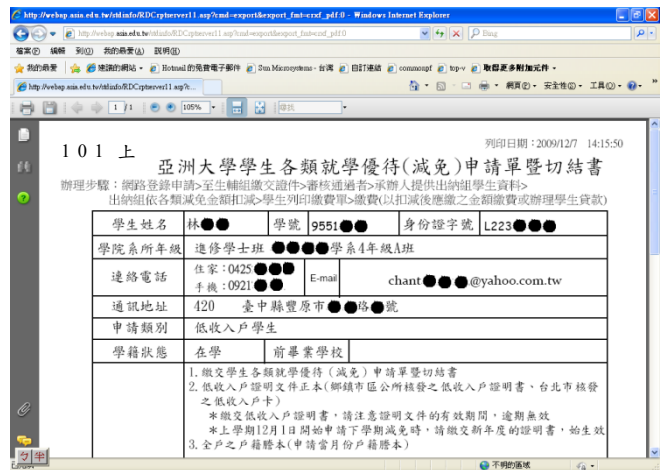 http://webap.asia.edu.tw/stdinfo/RDCrptserver11.asp?cmd=export&export_fmt=crxf_pdf:0 - Windows Internet Explorer
http://webap.asia.edu.tw/stdinfo/RDCrptserver11.asp?cmd=export&export_fmt=crxf_pdf:0
Bing
檔案(F) 編輯 到(O) 我的最愛(A) 說明(H)
我的最愛 建議的網站 Hotmail 的免費電子郵件 Sun Microsystems - 台灣 自訂連結 commonpf top-v 取得更多附加元件
http://webap.asia.edu.tw/stdinfo/RDCrptserver11.asp?c...
網頁(P) 安全性(S) 工具(O)
1 / 1 105% 尋找
列印日期：2009/12/7 14:15:50
101 上
亞洲大學學生各類就學優待(減免)申請單暨切結書
辦理步驟：網路登錄申請>至生輔組繳交證件>審核通過者>承辦人提供出納組學生資料>
出納組依各類減免金額扣減>學生列印繳費單>繳費(以扣減後應繳之金額繳費或辦理學生貸款)
學生姓名 林 學號 9551 身份證字號 L223
學院系所年級 進修學士班 學系4年級A班
連絡電話 住家：0425 E-mail chant @yahoo.com.tw
手機：0921
通訊地址 420 臺中縣豐原市 路 號
申請類別 低收入戶學生
學籍狀態 在學 前畢業學校
1. 繳交學生各類就學優待（減免）申請單暨切結書
2. 低收入戶證明文件正本(鄉鎮市區公所核發之低收入戶證明書、台北市核發
之低收入戶卡)
＊繳交低收入戶證明書，請注意證明文件的有效期間，逾期無效
＊上學期12月1日開始申請下學期減免時，請繳交新年度的證明書，始生效
3. 全戶之戶籍謄本(申請當月份戶籍謄本)
ㄅ 半
不明的區域